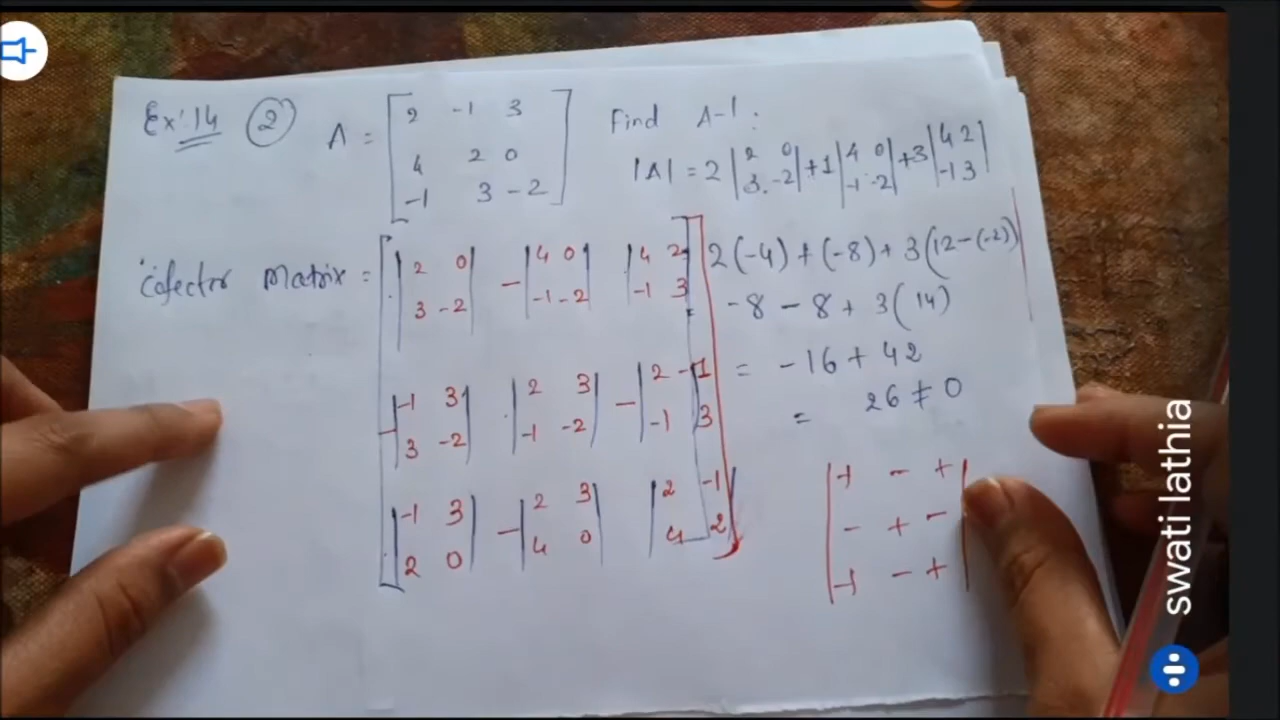 Ex:14 ② A = [ 2 -1 3
4 2 0
-1 3 -2 ]
Find A-1:
|A| = 2 |2 0| + 1 |4 0| + 3 |4 2|
|3. -2| |-1 -2| |-1 3|
2(-4) + (-8) + 3(12-(-2))
-8 - 8 + 3(14)
= -16 + 42
= 26 ≠ 0
Cofector Matrix = [ |2 0| - |4 0| |4 2|
|3 -2| |-1 -2| |-1 3|
- |-1 3| |2 3| - |2 -1|
|3 -2| |-1 -2| |-1 3|
|-1 3| - |2 3| |2 -1|
|2 0| |4 0| |4 2| ]
| + - +
- + -
+ - + |
swati lathia